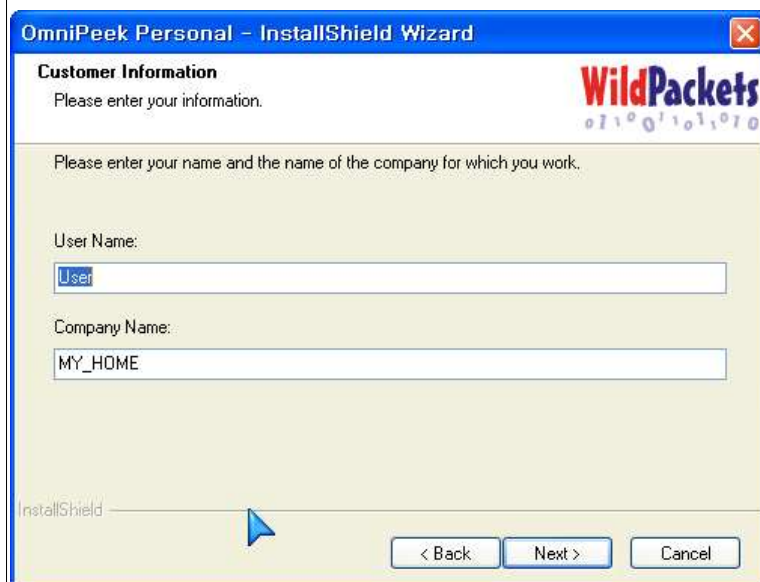 OmniPeek Personal - InstallShield Wizard
Customer Information
Please enter your information.
WildPackets
01100110111010
Please enter your name and the name of the company for which you work.
User Name:
User
Company Name:
MY_HOME
InstallShield
< Back
Next >
Cancel